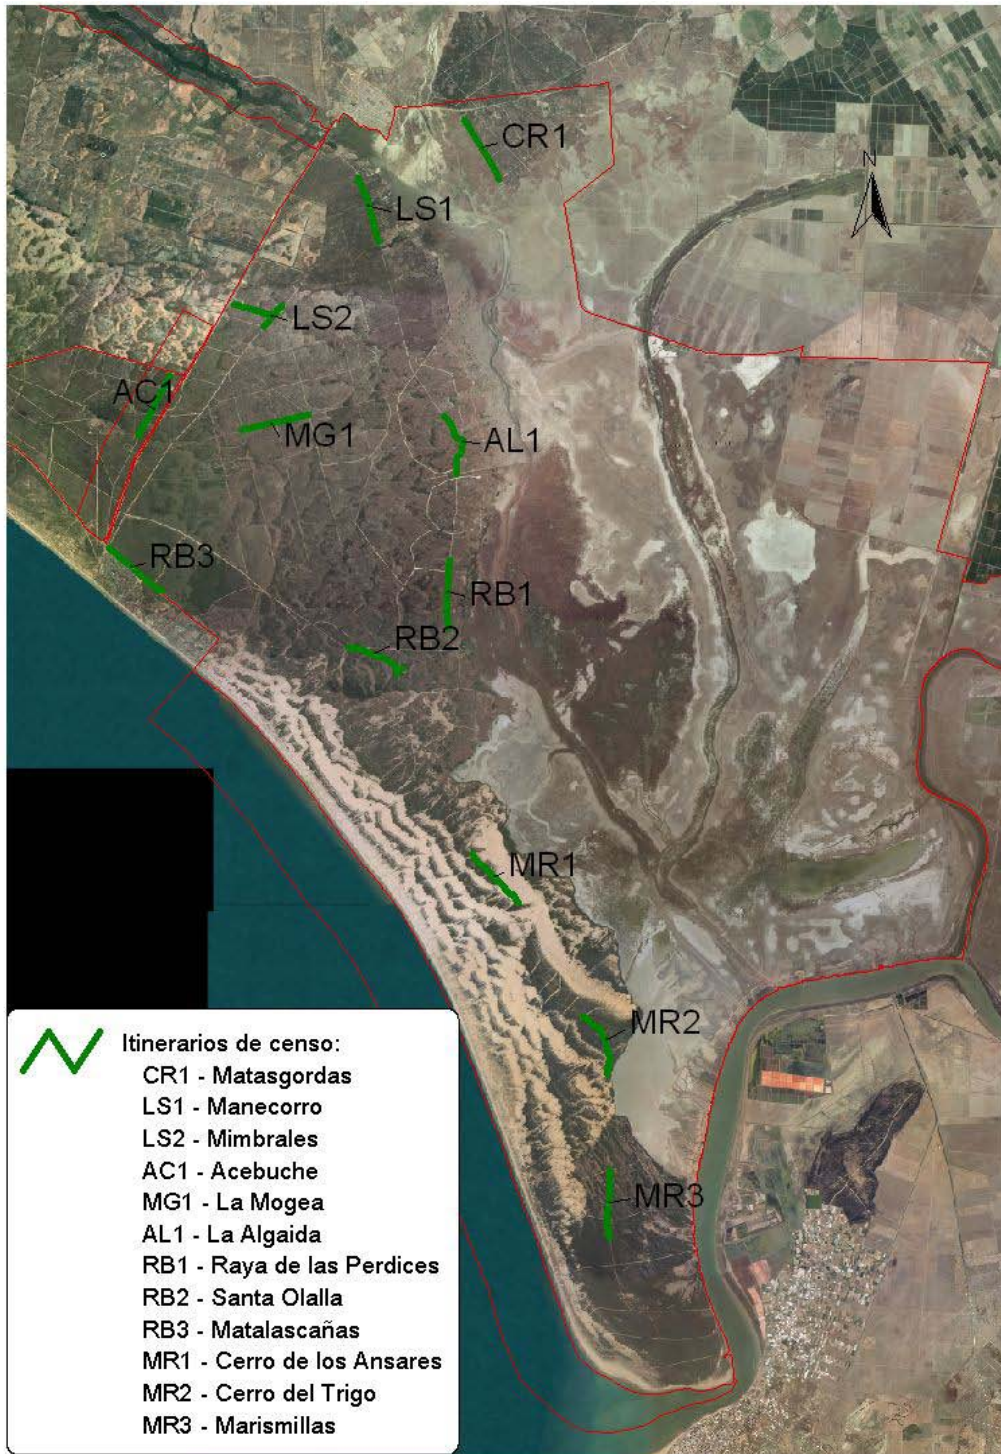 CR1
N
LS1
LS2
AC1
MG1
AL1
RB3
RB1
RB2
MR1
MR2
MR3
Itinerarios de censo:
CR1 - Matasgordas
LS1 - Manecorro
LS2 - Mimbrales
AC1 - Acebuche
MG1 - La Mogea
AL1 - La Algaida
RB1 - Raya de las Perdices
RB2 - Santa Olalla
RB3 - Matalascañas
MR1 - Cerro de los Ansares
MR2 - Cerro del Trigo
MR3 - Marismillas